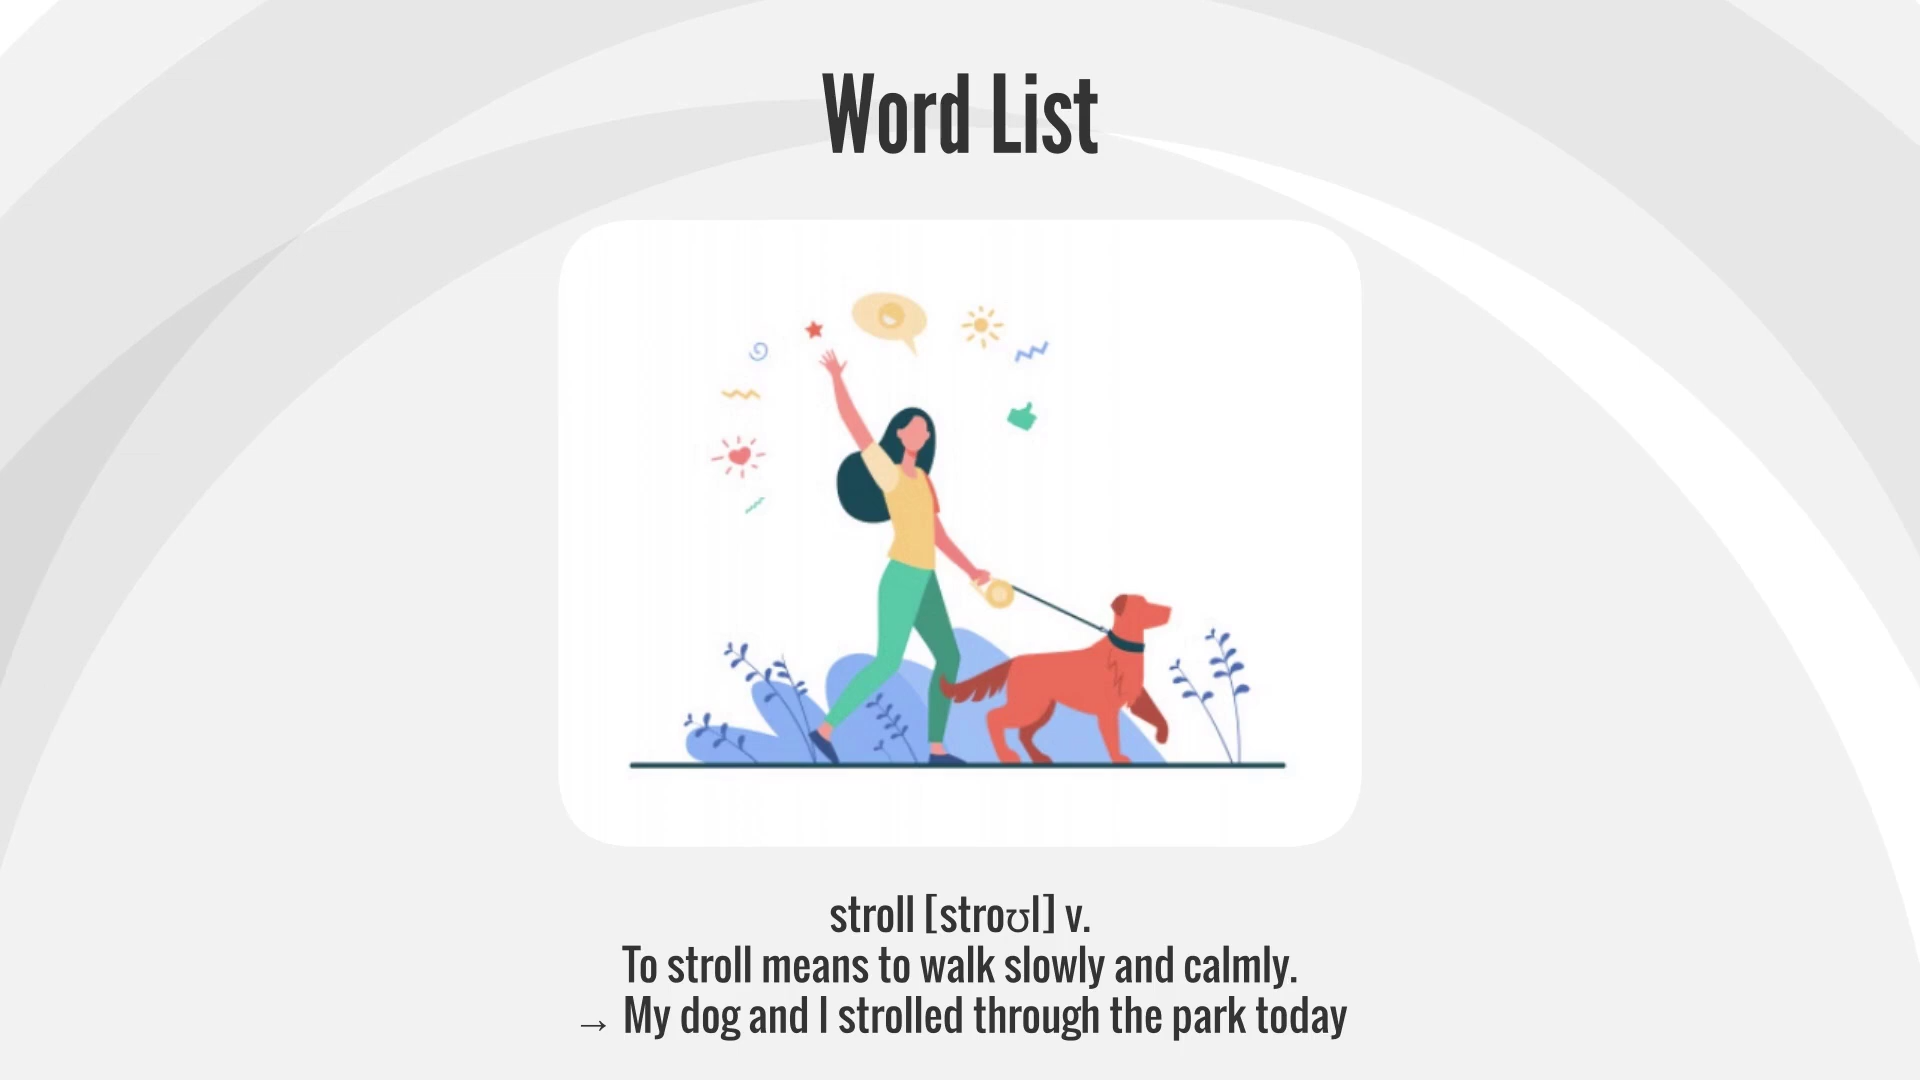 Word List
stroll [stroʊl] v.
To stroll means to walk slowly and calmly.
→ My dog and I strolled through the park today